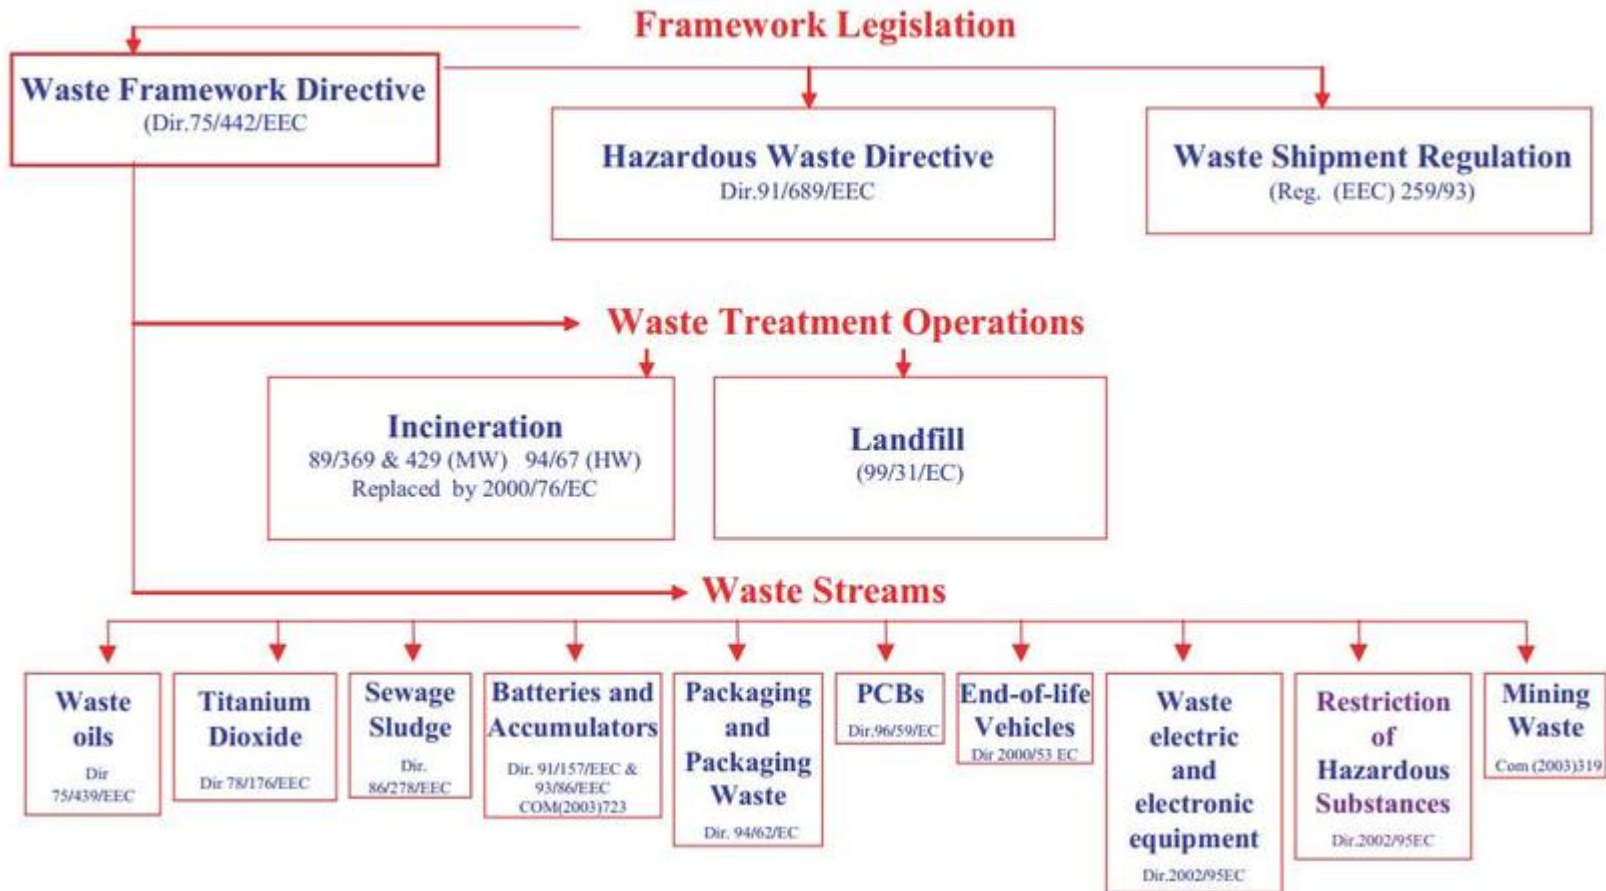 Framework Legislation
Waste Framework Directive
(Dir.75/442/EEC
Hazardous Waste Directive
Dir.91/689/EEC
Waste Shipment Regulation
(Reg. (EEC) 259/93)
Waste Treatment Operations
Incineration
89/369 & 429 (MW) 94/67 (HW)
Replaced by 2000/76/EC
Landfill
(99/31/EC)
Waste Streams
Waste
oils
Dir
75/439/EEC
Titanium
Dioxide
Dir 78/176/EEC
Sewage
Sludge
Dir.
86/278/EEC
Batteries and
Accumulators
Dir. 91/157/EEC &
93/86/EEC
COM(2003)723
Packaging
and
Packaging
Waste
Dir. 94/62/EC
PCBs
Dir.96/59/EC
End-of-life
Vehicles
Dir 2000/53 EC
Waste
electric
and
electronic
equipment
Dir.2002/95EC
Restriction
of
Hazardous
Substances
Dir.2002/95EC
Mining
Waste
Com (2003)319